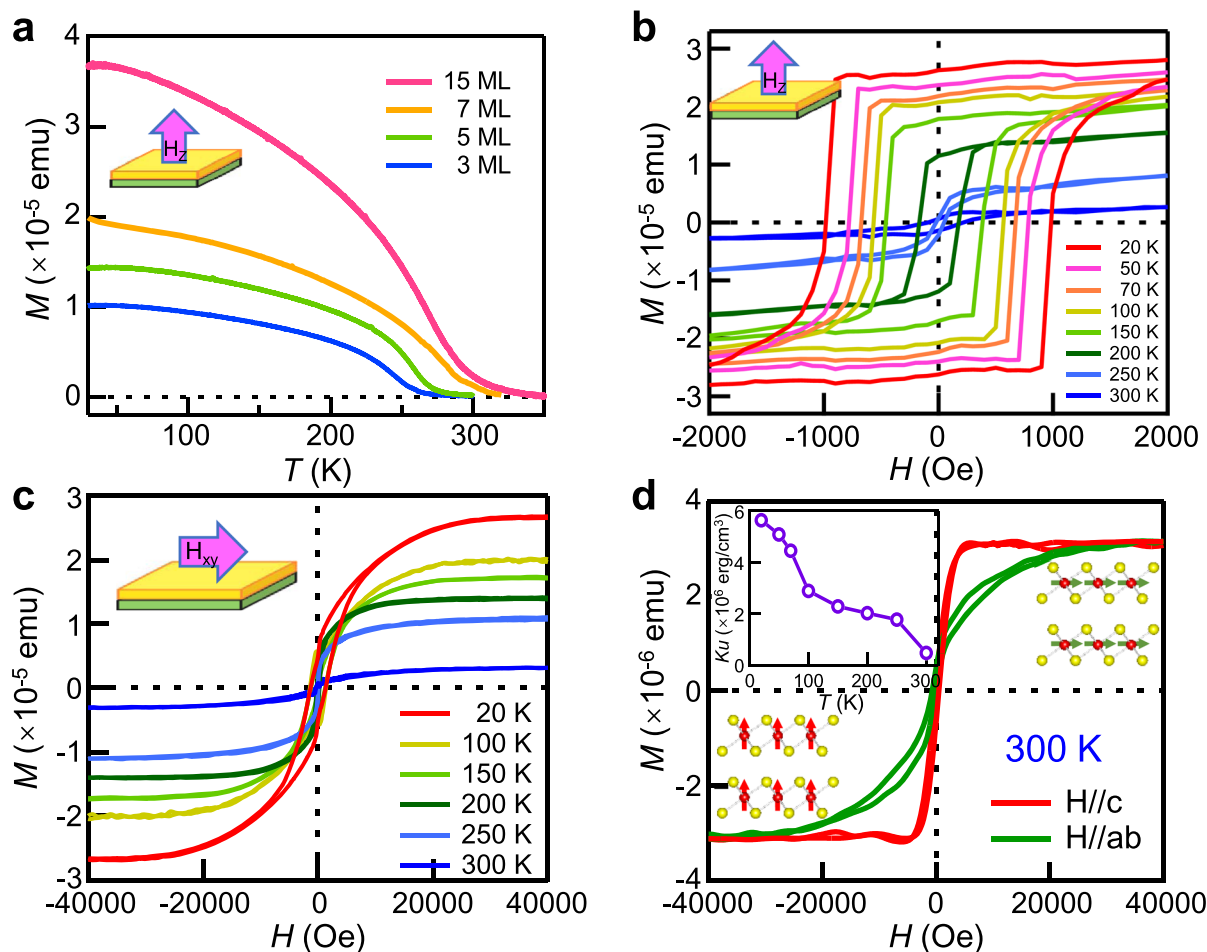 a
4
3
2
1
0
M (×10⁻⁵ emu)
H_Z
15 ML
7 ML
5 ML
3 ML
100
200
300
T (K)
b
3
2
1
0
-1
-2
-3
M (×10⁻⁵ emu)
H_Z
20 K
50 K
70 K
100 K
150 K
200 K
250 K
300 K
-2000
-1000
0
1000
2000
H (Oe)
c
3
2
1
0
-1
-2
-3
M (×10⁻⁵ emu)
H_xy
20 K
100 K
150 K
200 K
250 K
300 K
-40000
-20000
0
20000
40000
H (Oe)
d
4
2
0
-2
-4
M (×10⁻⁶ emu)
6
4
2
0
Ku (×10⁶ erg/cm³)
0
100
200
300
T (K)
300 K
H//c
H//ab
-40000
-20000
0
20000
40000
H (Oe)